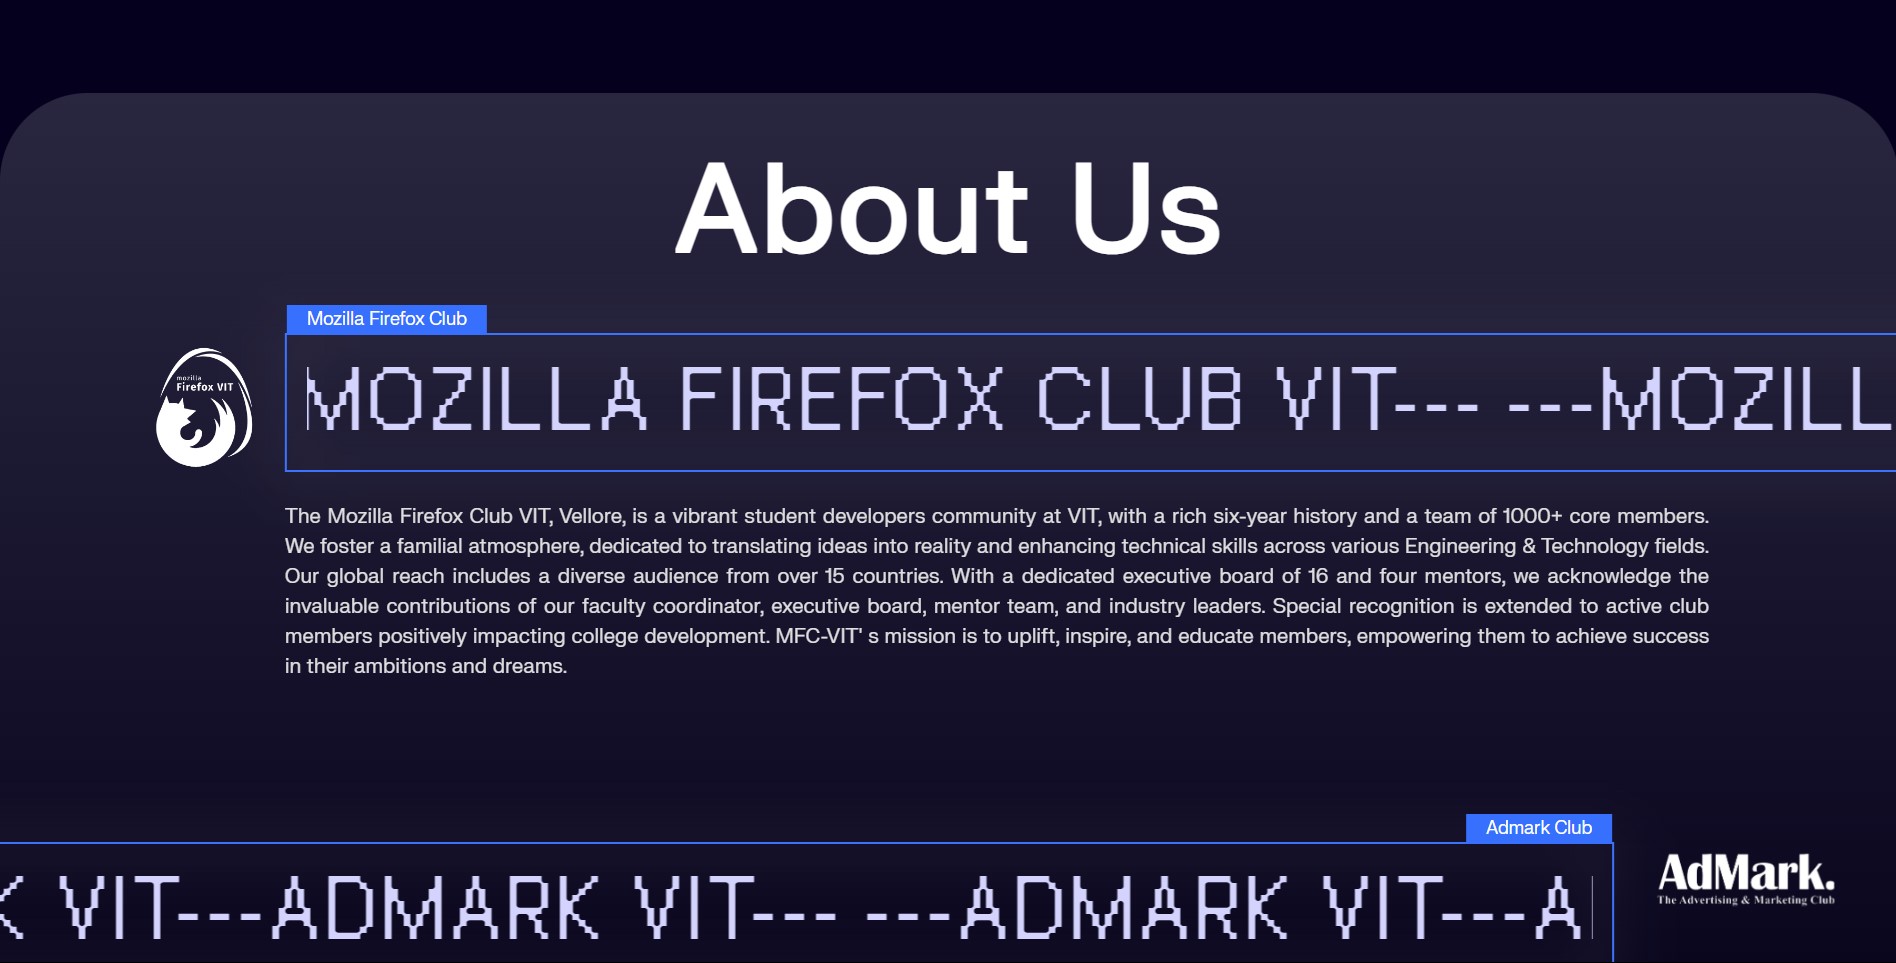 About Us
Mozilla Firefox Club
mozilla
Firefox VIT
MOZILLA FIREFOX CLUB VIT--- ---MOZILL
The Mozilla Firefox Club VIT, Vellore, is a vibrant student developers community at VIT, with a rich six-year history and a team of 1000+ core members.
We foster a familial atmosphere, dedicated to translating ideas into reality and enhancing technical skills across various Engineering & Technology fields.
Our global reach includes a diverse audience from over 15 countries. With a dedicated executive board of 16 and four mentors, we acknowledge the
invaluable contributions of our faculty coordinator, executive board, mentor team, and industry leaders. Special recognition is extended to active club
members positively impacting college development. MFC-VIT' s mission is to uplift, inspire, and educate members, empowering them to achieve success
in their ambitions and dreams.
Admark Club
K VIT---ADMARK VIT--- ---ADMARK VIT---A
AdMark.
The Advertising & Marketing Club